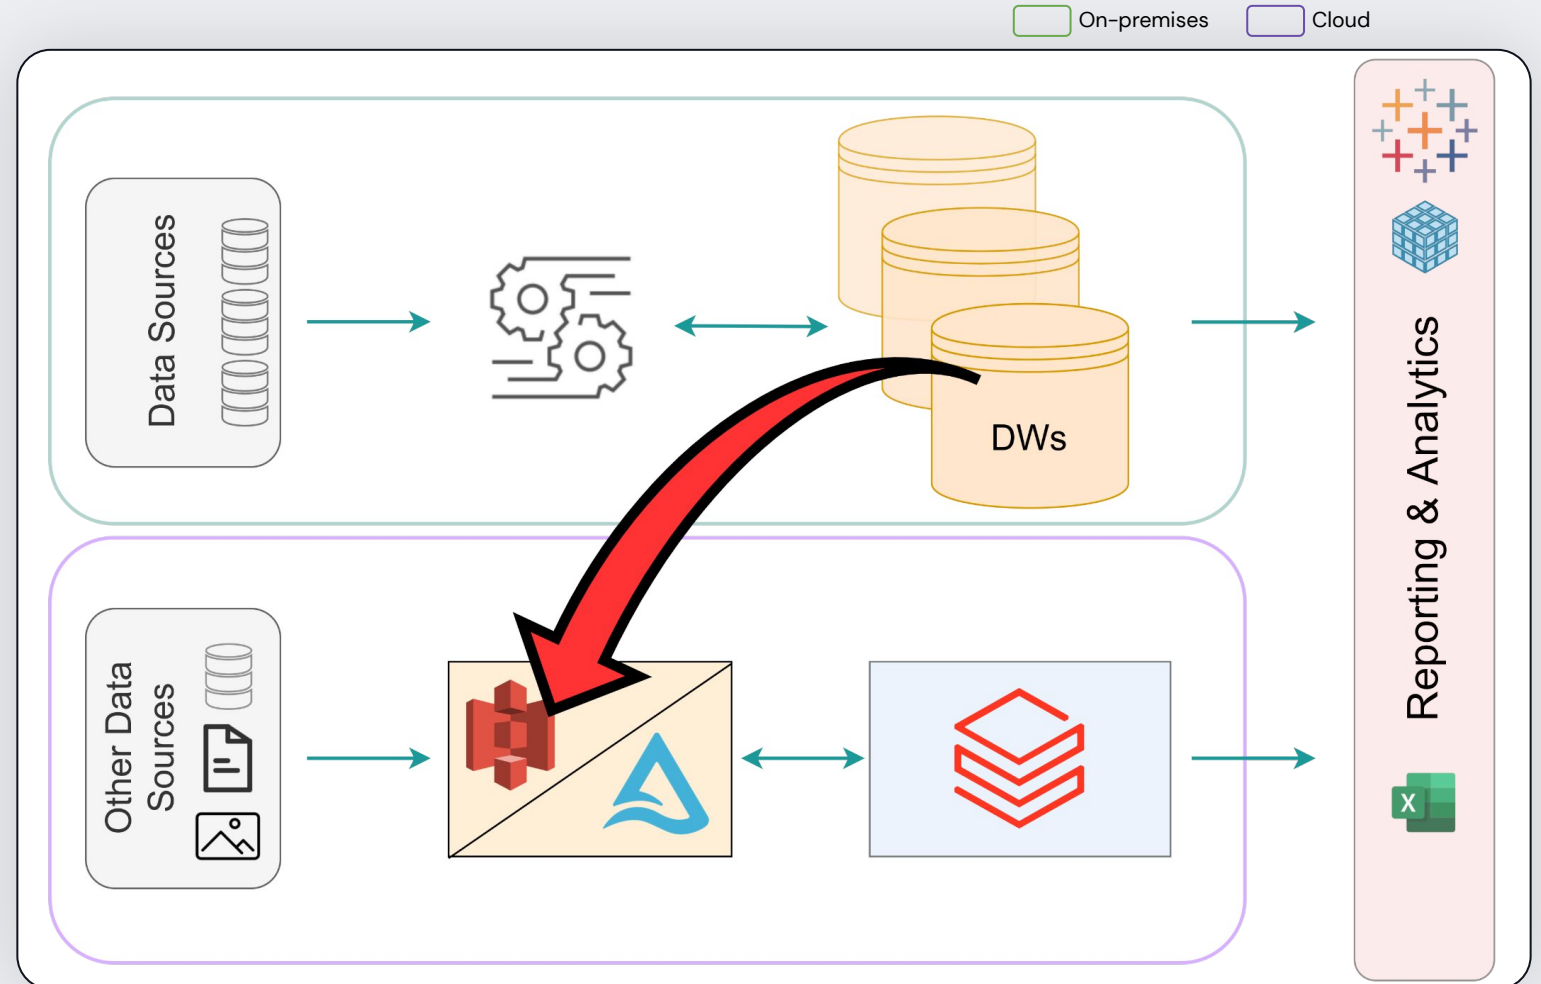 On-premises
Cloud
Data Sources
DWs
Other Data
Sources
Reporting & Analytics
X